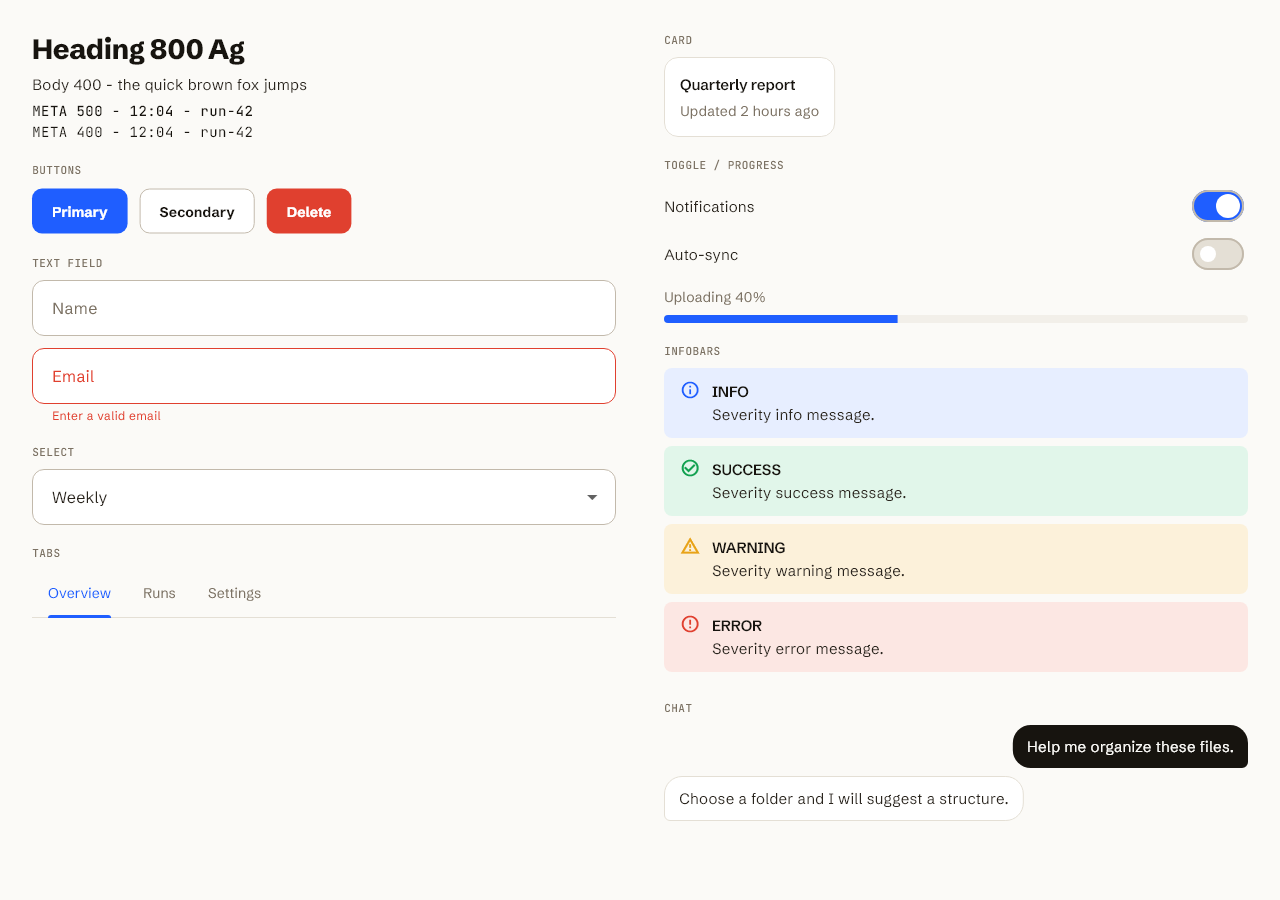 Heading 800 Ag
Body 400 - the quick brown fox jumps
META 500 - 12:04 - run-42
META 400 - 12:04 - run-42
BUTTONS
Primary
Secondary
Delete
TEXT FIELD
Name
Email
Enter a valid email
SELECT
Weekly
TABS
Overview
Runs
Settings
CARD
Quarterly report
Updated 2 hours ago
TOGGLE / PROGRESS
Notifications
Auto-sync
Uploading 40%
INFOBARS
INFO
Severity info message.
SUCCESS
Severity success message.
WARNING
Severity warning message.
ERROR
Severity error message.
CHAT
Help me organize these files.
Choose a folder and I will suggest a structure.